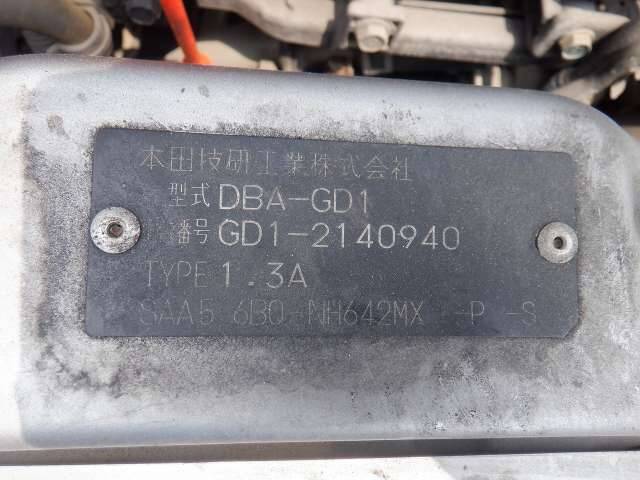 本田技研工業株式会社
型式 DBA-GD1
番号 GD1-2140940
TYPE 1.3A
SAA5 6B0-NH642MX -P -S